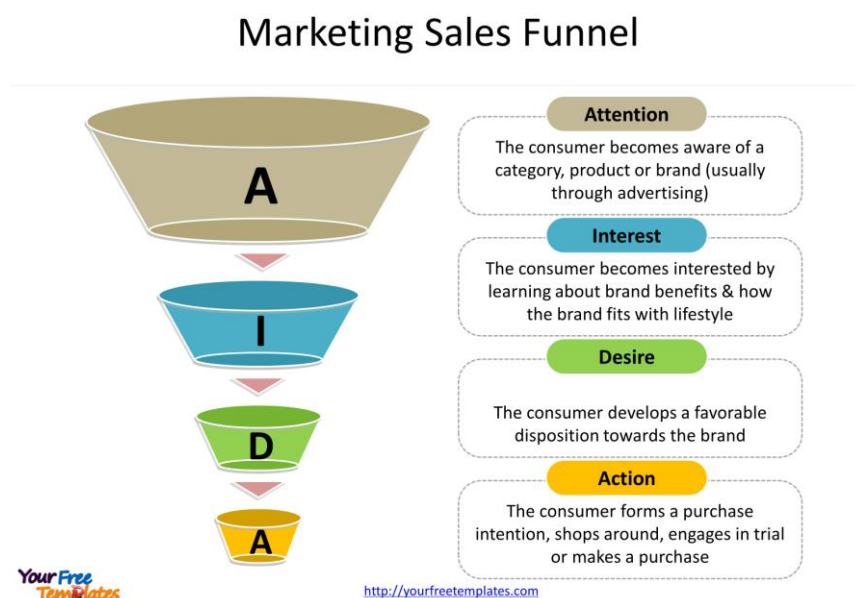 Marketing Sales Funnel
A
Attention
The consumer becomes aware of a
category, product or brand (usually
through advertising)
I
Interest
The consumer becomes interested by
learning about brand benefits & how
the brand fits with lifestyle
D
Desire
The consumer develops a favorable
disposition towards the brand
A
Action
The consumer forms a purchase
intention, shops around, engages in trial
or makes a purchase
Your Free
Templates
http://yourfreetemplates.com